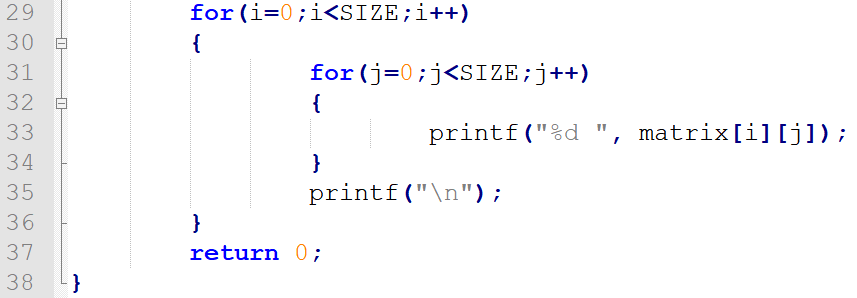 29 for(i=0;i<SIZE;i++)
30 {
31 for(j=0;j<SIZE;j++)
32 {
33 printf("%d ", matrix[i][j]);
34 }
35 printf("\n");
36 }
37 return 0;
38 }